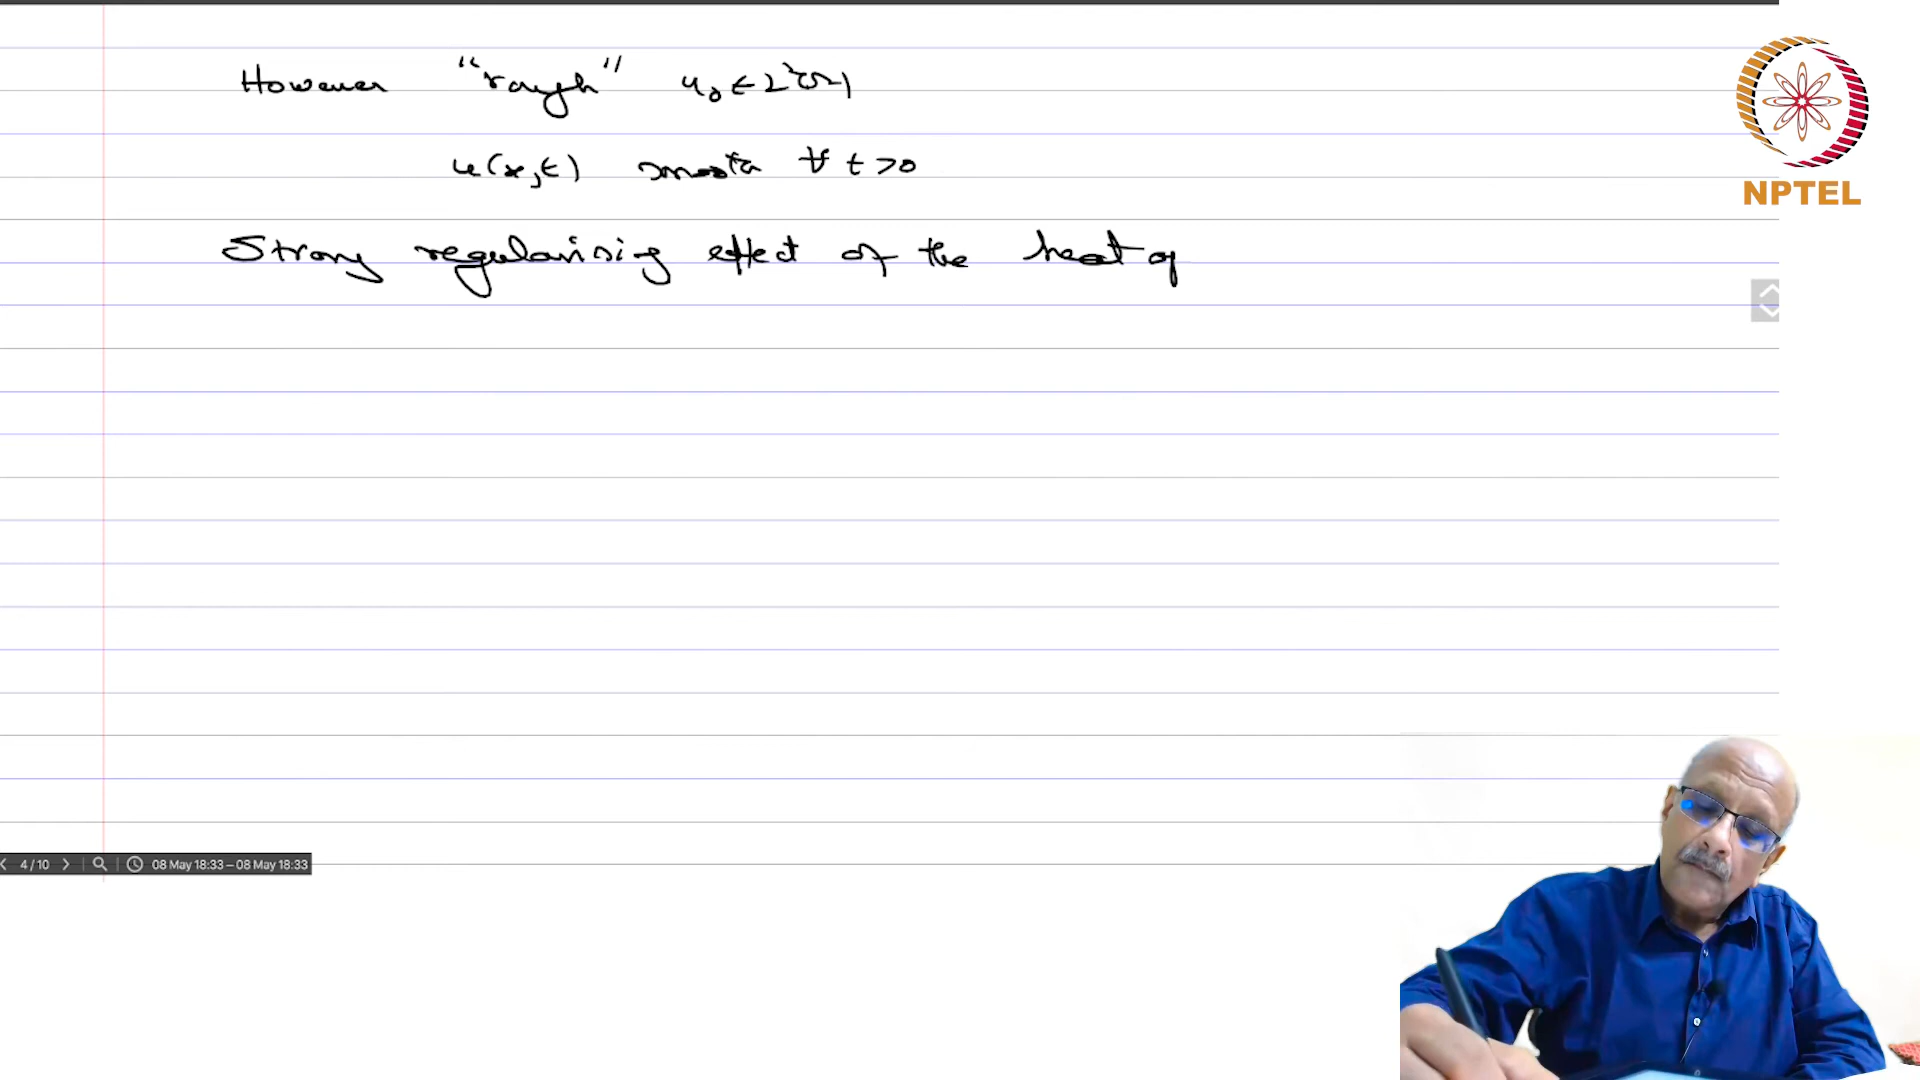 However "rough" u₀ ∈ L²(Ω)
u(x,t) smooth ∀ t > 0
Strong regularising effect of the heat op
NPTEL
4 / 10
08 May 18:33 – 08 May 18:33